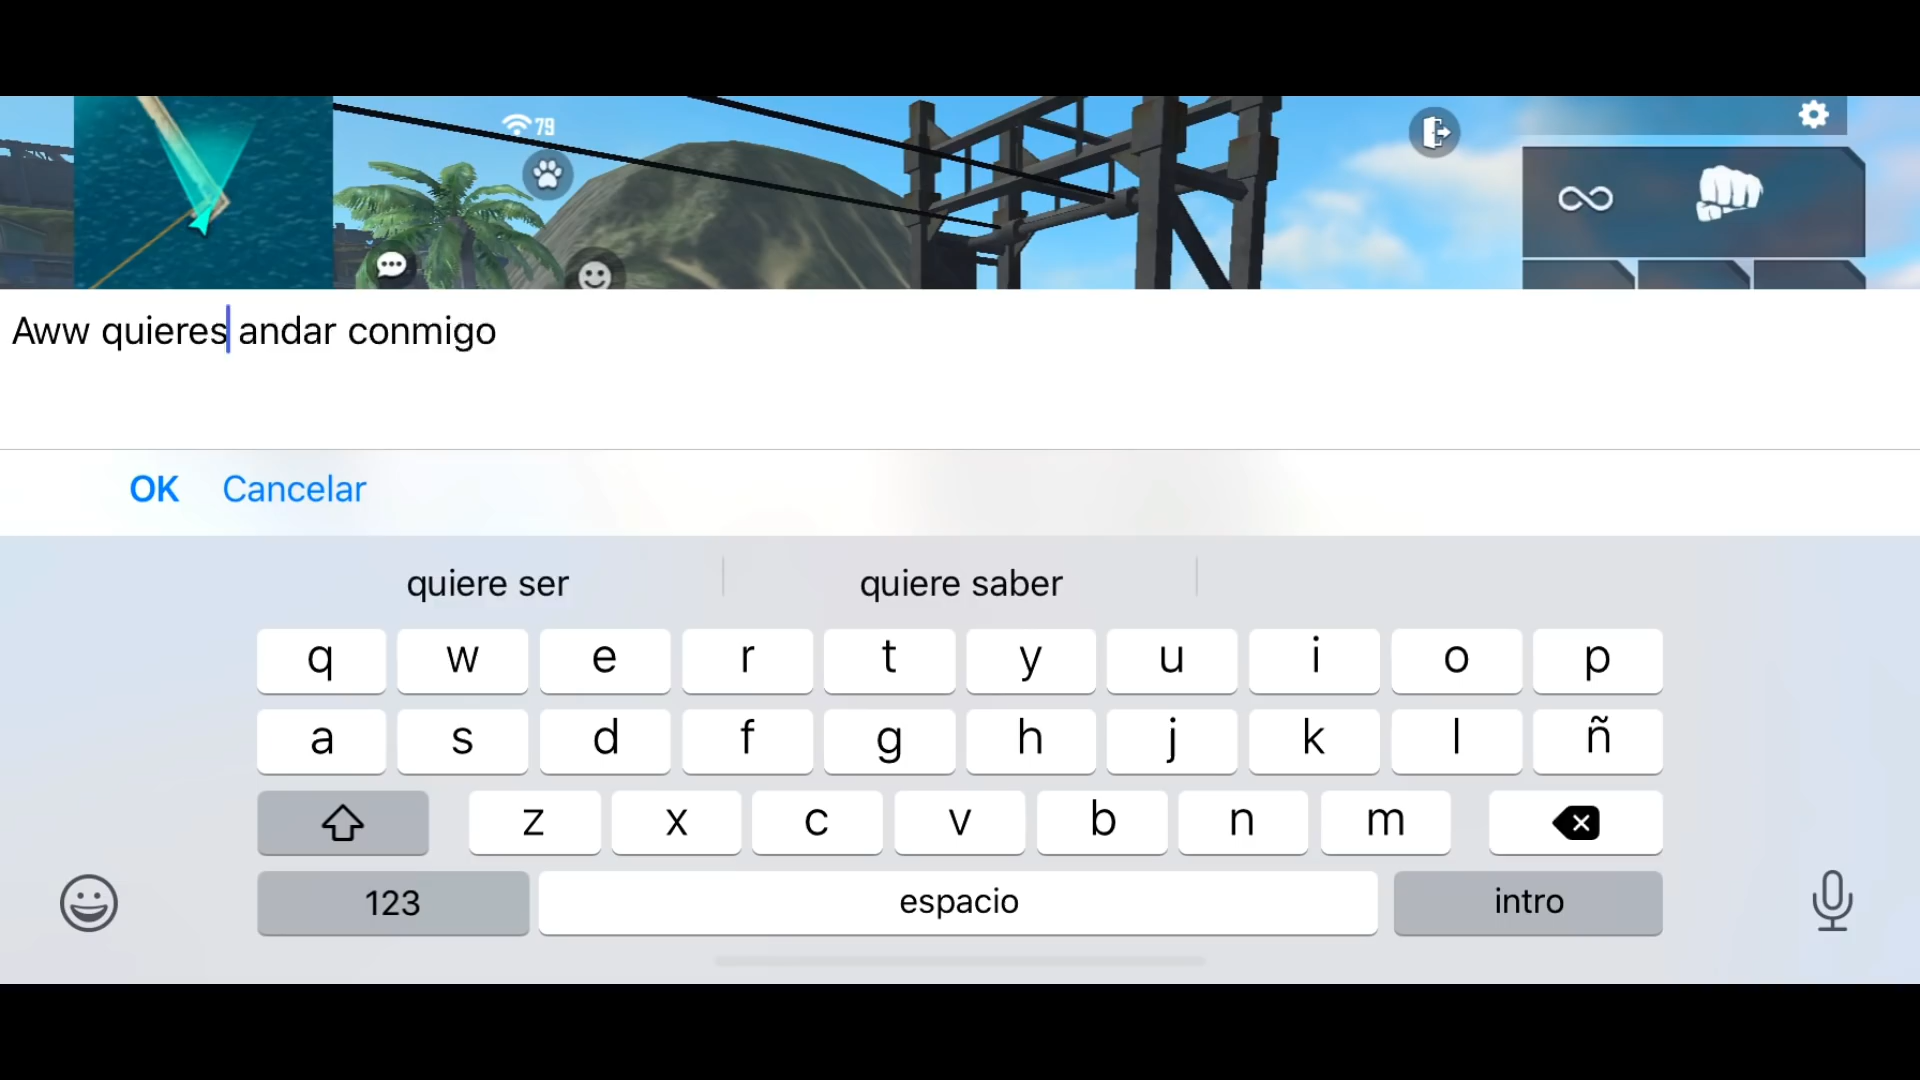 79
Aww quieres andar conmigo
OK Cancelar
quiere ser quiere saber
q w e r t y u i o p
a s d f g h j k l ñ
z x c v b n m
123 espacio intro